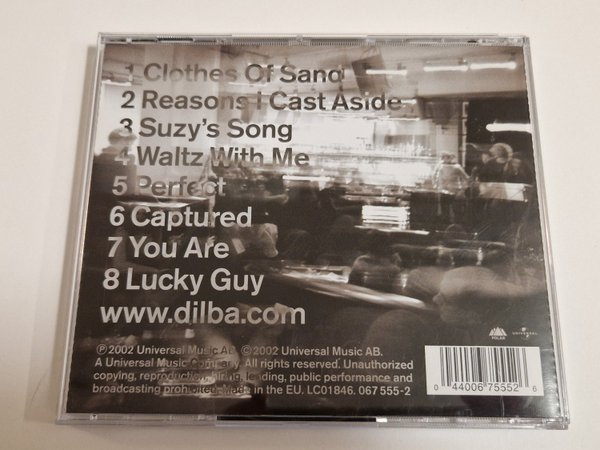 1 Clothes Of Sand
2 Reasons I Cast Aside
3 Suzy's Song
4 Waltz With Me
5 Perfect
6 Captured
7 You Are
8 Lucky Guy
www.dilba.com
℗ 2002 Universal Music AB. © 2002 Universal Music AB.
A Universal Music Company. All rights reserved. Unauthorized
copying, reproduction, hiring, lending, public performance and
broadcasting prohibited. Made in the EU. LC01846. 067 555-2
POLAR
UNIVERSAL
0 44006 75552 6